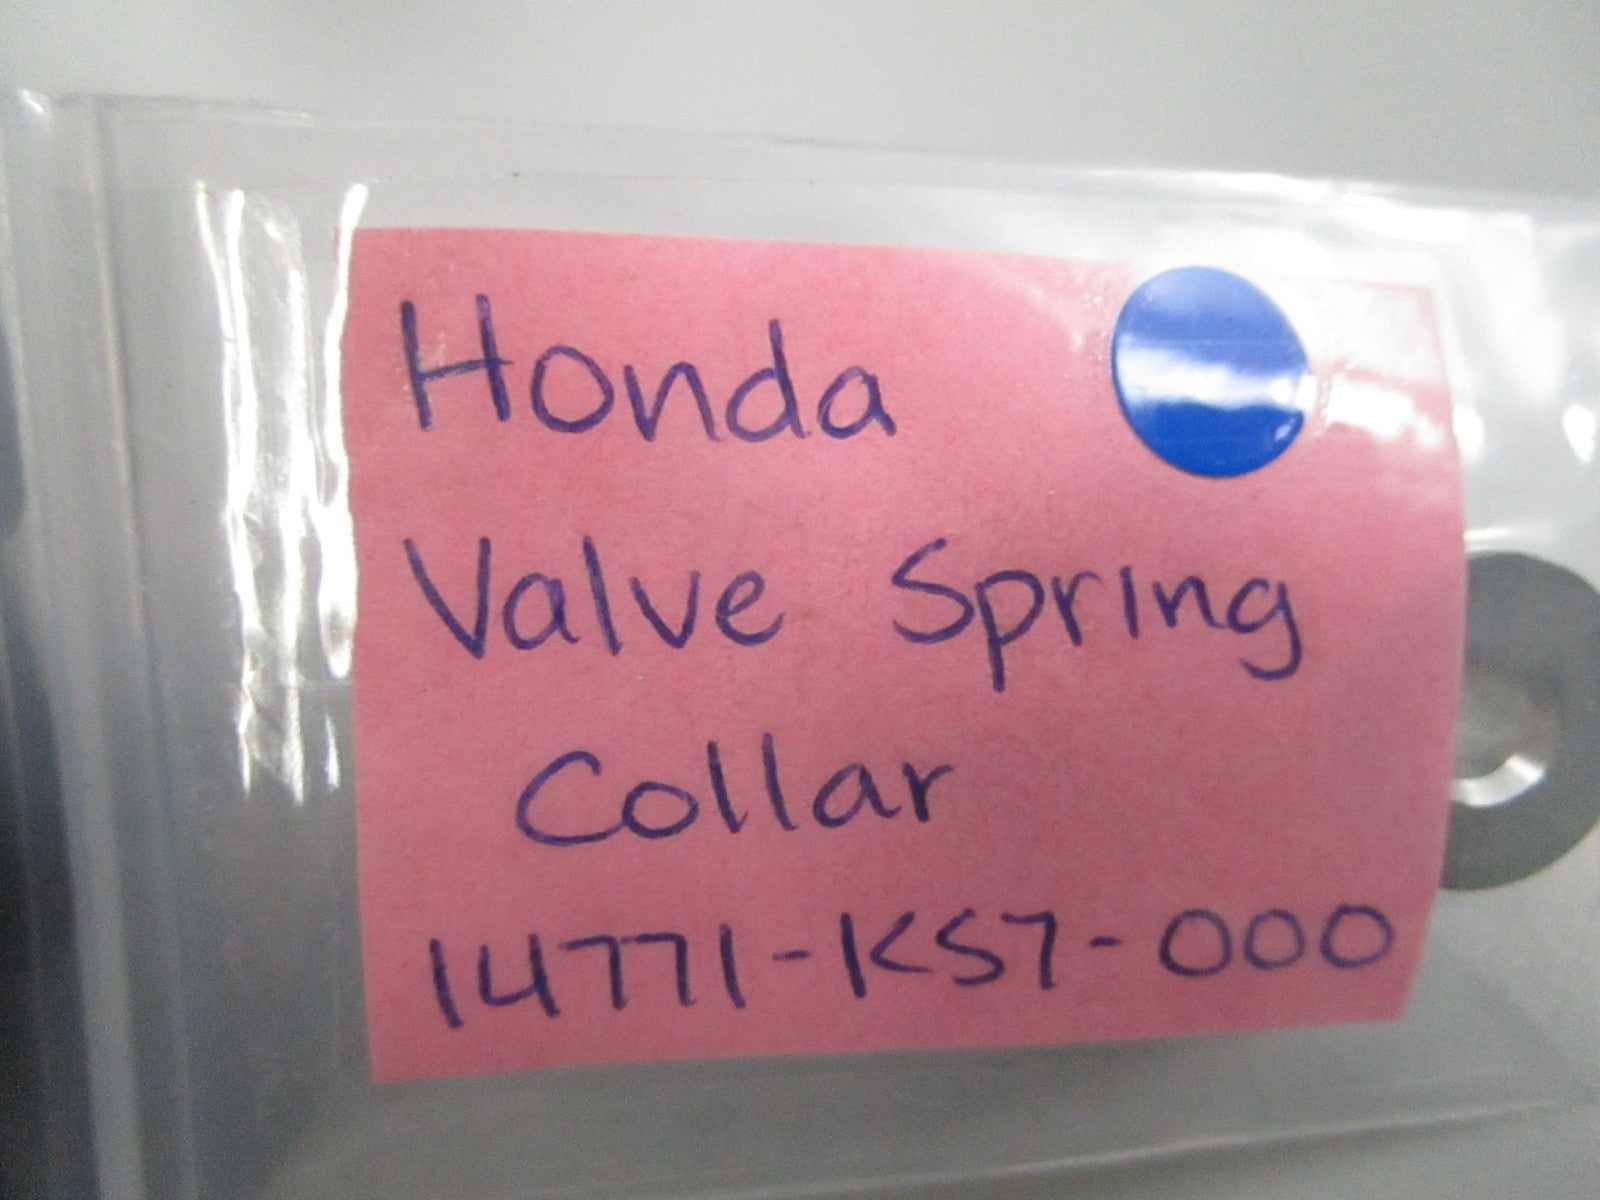 Honda
Valve Spring
Collar
14771-KS7-000